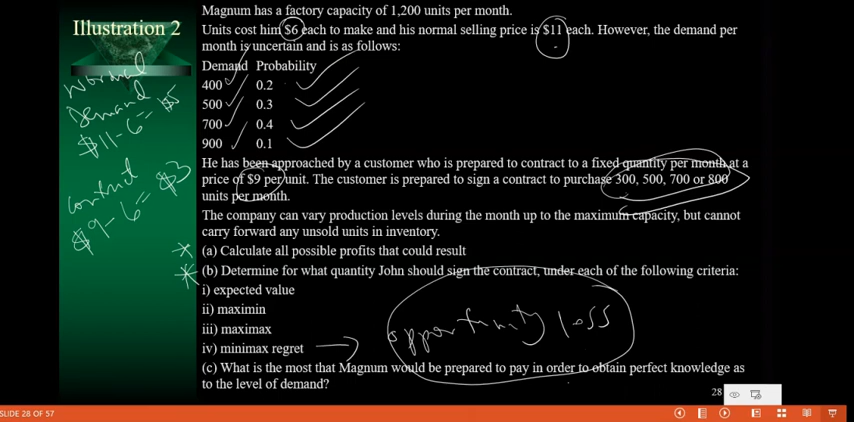 Illustration 2
Magnum has a factory capacity of 1,200 units per month.
Units cost him $6 each to make and his normal selling price is $11 each. However, the demand per
month is uncertain and is as follows:
Demand Probability
400 0.2
500 0.3
700 0.4
900 0.1
He has been approached by a customer who is prepared to contract to a fixed quantity per month at a
price of $9 per unit. The customer is prepared to sign a contract to purchase 300, 500, 700 or 800
units per month.
The company can vary production levels during the month up to the maximum capacity, but cannot
carry forward any unsold units in inventory.
(a) Calculate all possible profits that could result
(b) Determine for what quantity John should sign the contract, under each of the following criteria:
i) expected value
ii) maximin
iii) maximax
iv) minimax regret
(c) What is the most that Magnum would be prepared to pay in order to obtain perfect knowledge as
to the level of demand?
Normal
Demand
$11-6= $5
contract
$9-6= $3
opportunity loss
28
SLIDE 28 OF 57